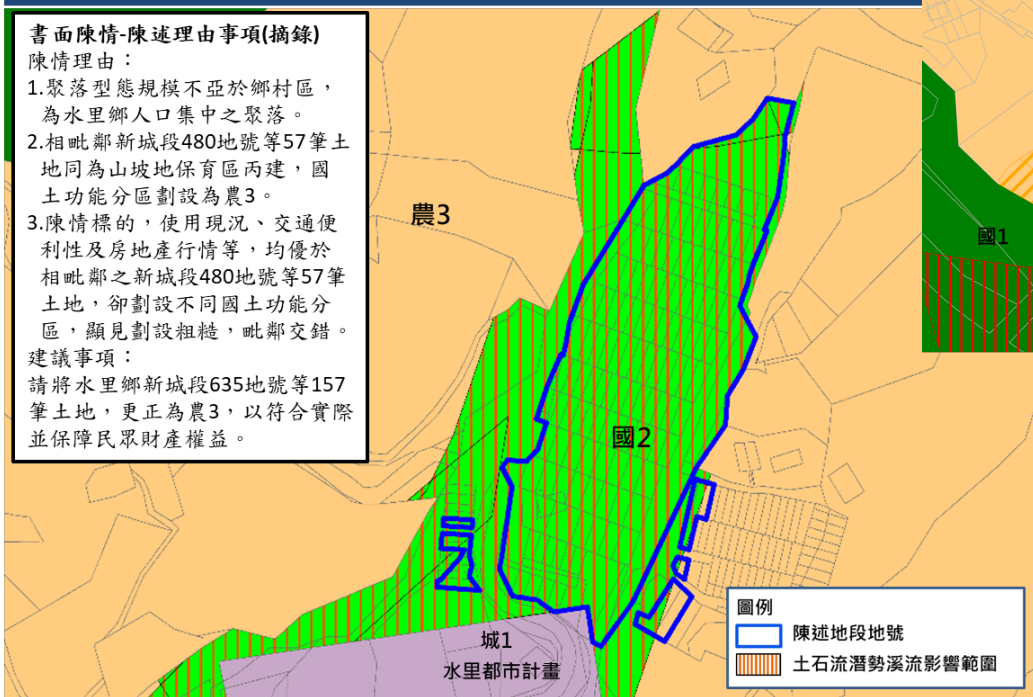 書面陳情-陳述理由事項(摘錄)
陳情理由：
1.聚落型態規模不亞於鄉村區，
為水里鄉人口集中之聚落。
2.相毗鄰新城段480地號等57筆土
地同為山坡地保育區丙建，國
土功能分區劃設為農3。
3.陳情標的，使用現況、交通便
利性及房地產行情等，均優於
相毗鄰之新城段480地號等57筆
土地，卻劃設不同國土功能分
區，顯見劃設粗糙，毗鄰交錯。
建議事項：
請將水里鄉新城段635地號等157
筆土地，更正為農3，以符合實際
並保障民眾財產權益。
農3
國1
國2
城1
水里都市計畫
圖例
陳述地段地號
土石流潛勢溪流影響範圍